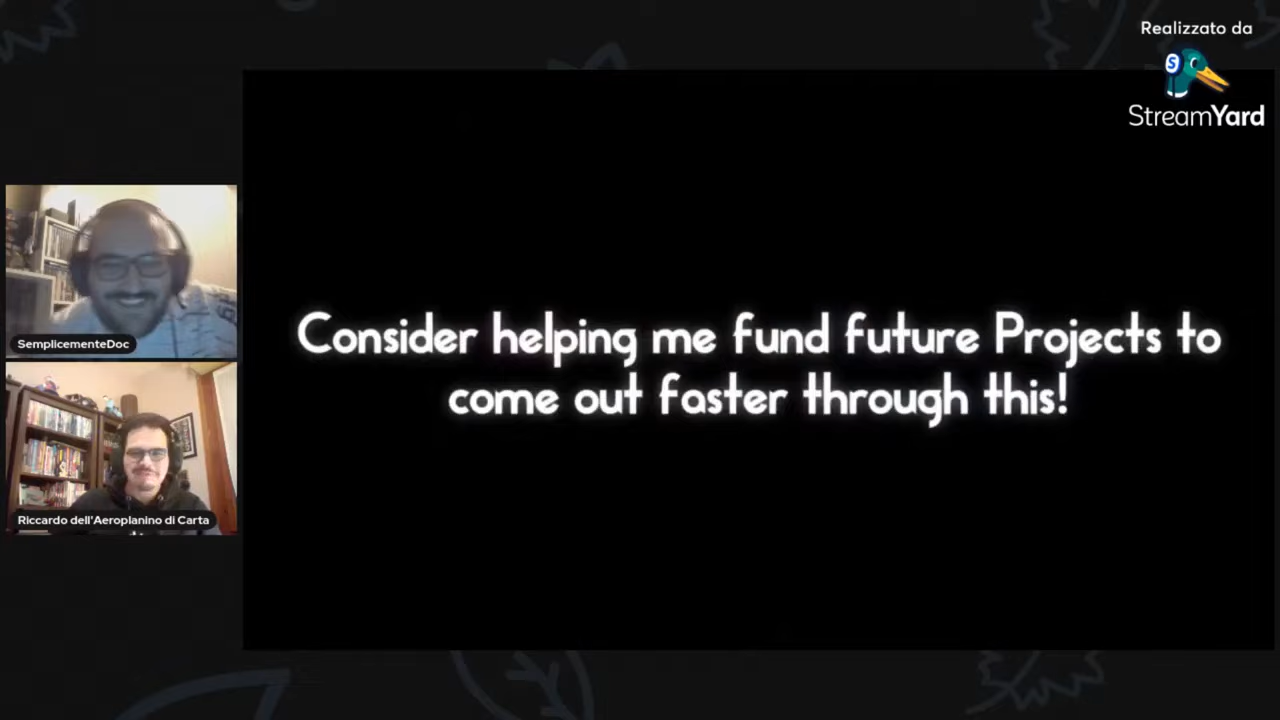 Realizzato da
StreamYard
SemplicementeDoc
Riccardo dell'Aeroplanino di Carta
Consider helping me fund future Projects to
come out faster through this!